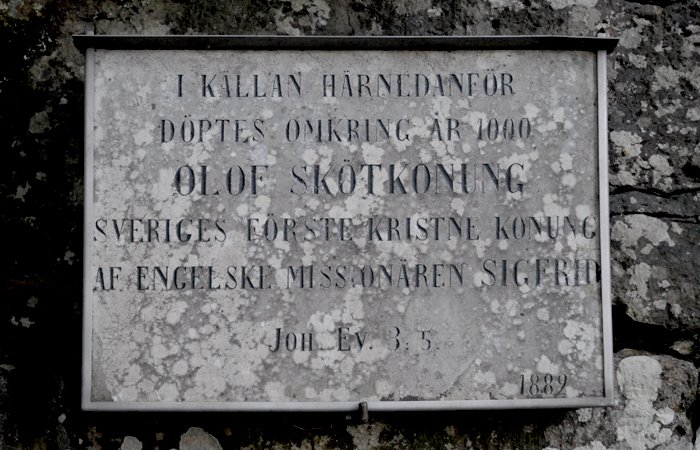 I KÄLLAN HÄRNEDANFÖR
DÖPTES OMKRING ÅR 1000
OLOF SKÖTKONUNG
SVERIGES FÖRSTE KRISTNE KONUNG
AF ENGELSKE MISSIONÄREN SIGFRID
JOH. EV. 3. 5.
1889